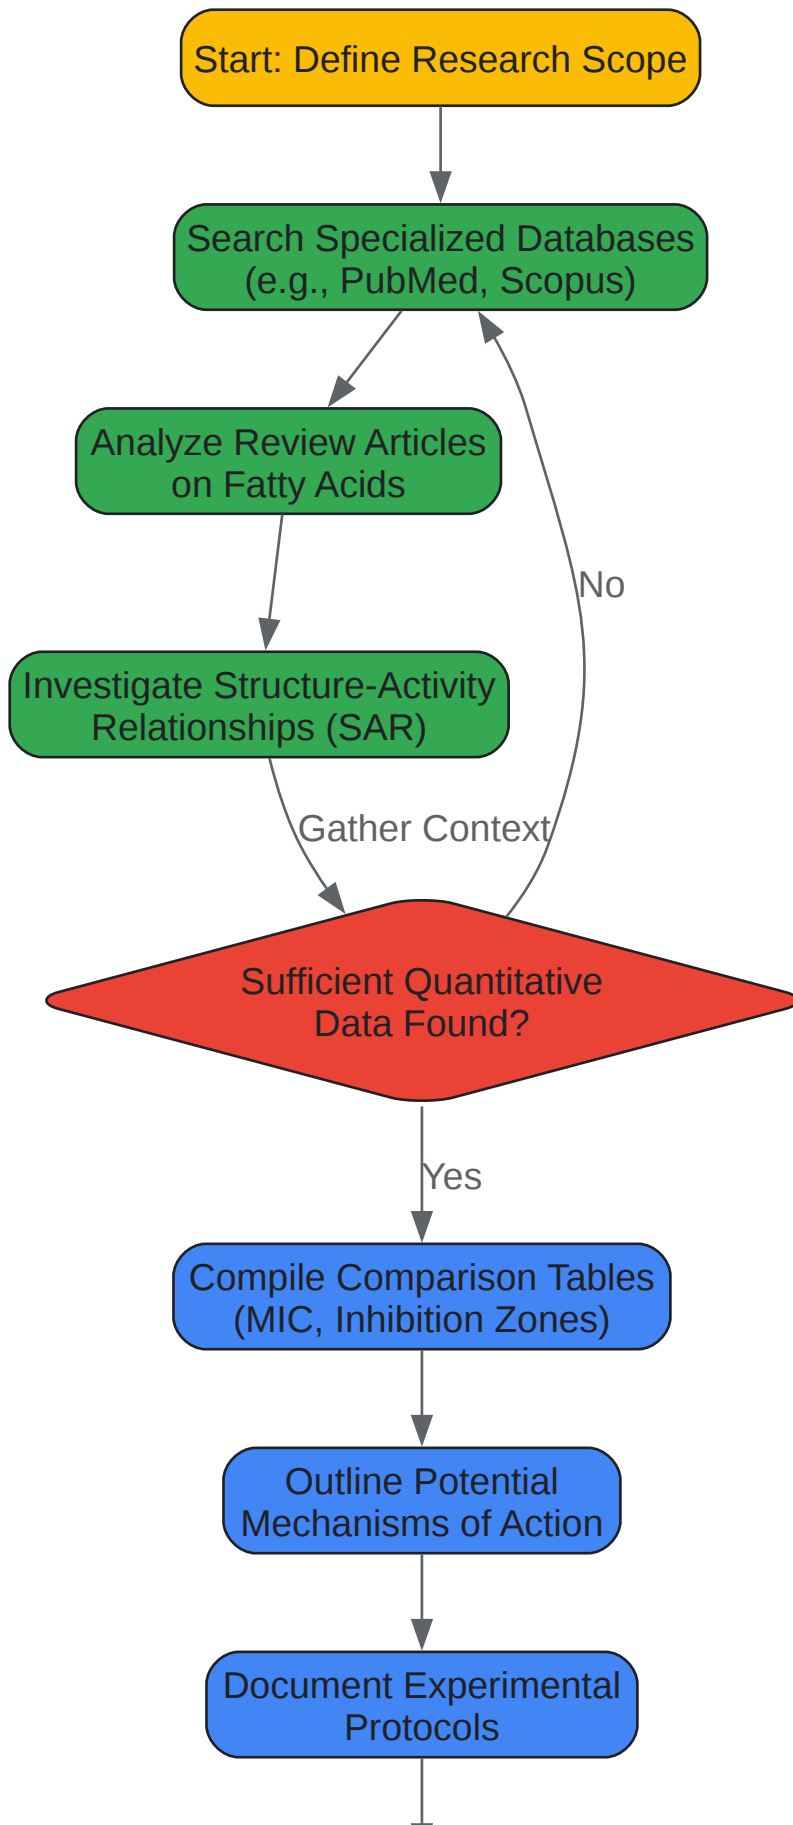 Start: Define Research Scope
Search Specialized Databases
(e.g., PubMed, Scopus)
Analyze Review Articles
on Fatty Acids
No
Investigate Structure-Activity
Relationships (SAR)
Gather Context
Sufficient Quantitative
Data Found?
Yes
Compile Comparison Tables
(MIC, Inhibition Zones)
Outline Potential
Mechanisms of Action
Document Experimental
Protocols